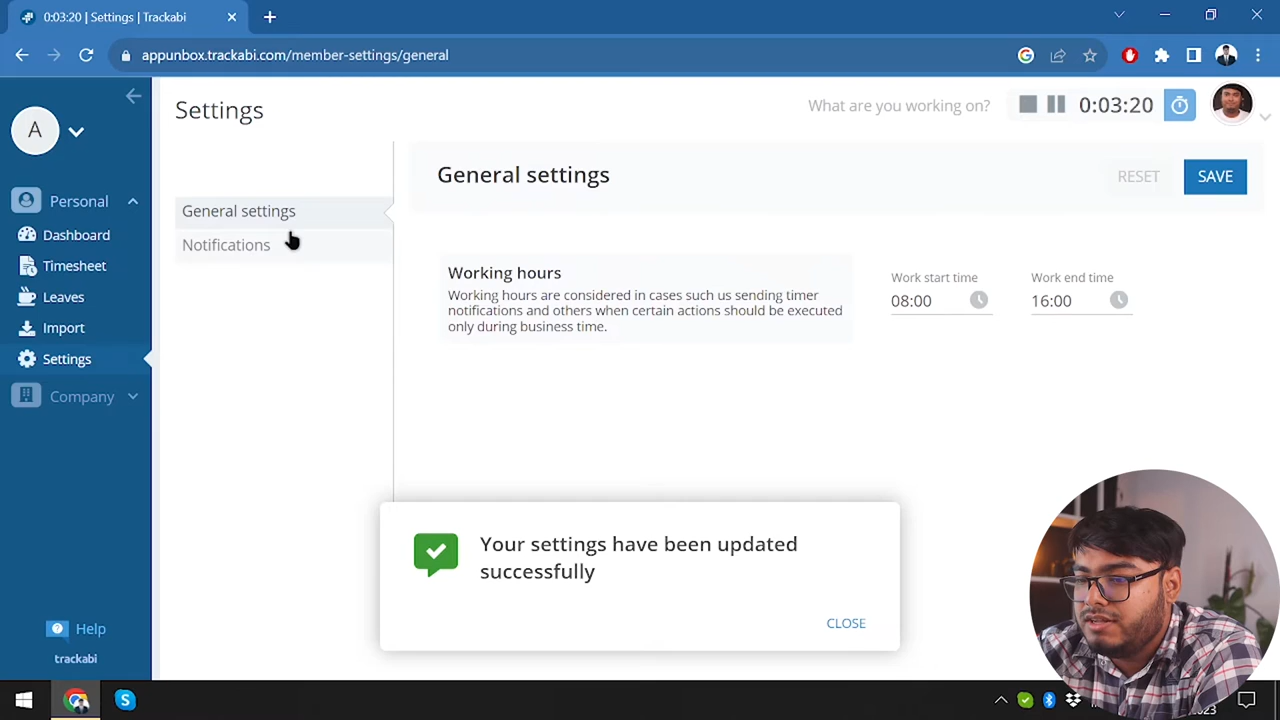 0:03:20 | Settings | Trackabi
appunbox.trackabi.com/member-settings/general
A
Personal
Dashboard
Timesheet
Leaves
Import
Settings
Company
Help
trackabi
Settings
What are you working on?
0:03:20
General settings
Notifications
General settings
RESET
SAVE
Working hours
Working hours are considered in cases such us sending timer
notifications and others when certain actions should be executed
only during business time.
Work start time
08:00
Work end time
16:00
Your settings have been updated
successfully
CLOSE